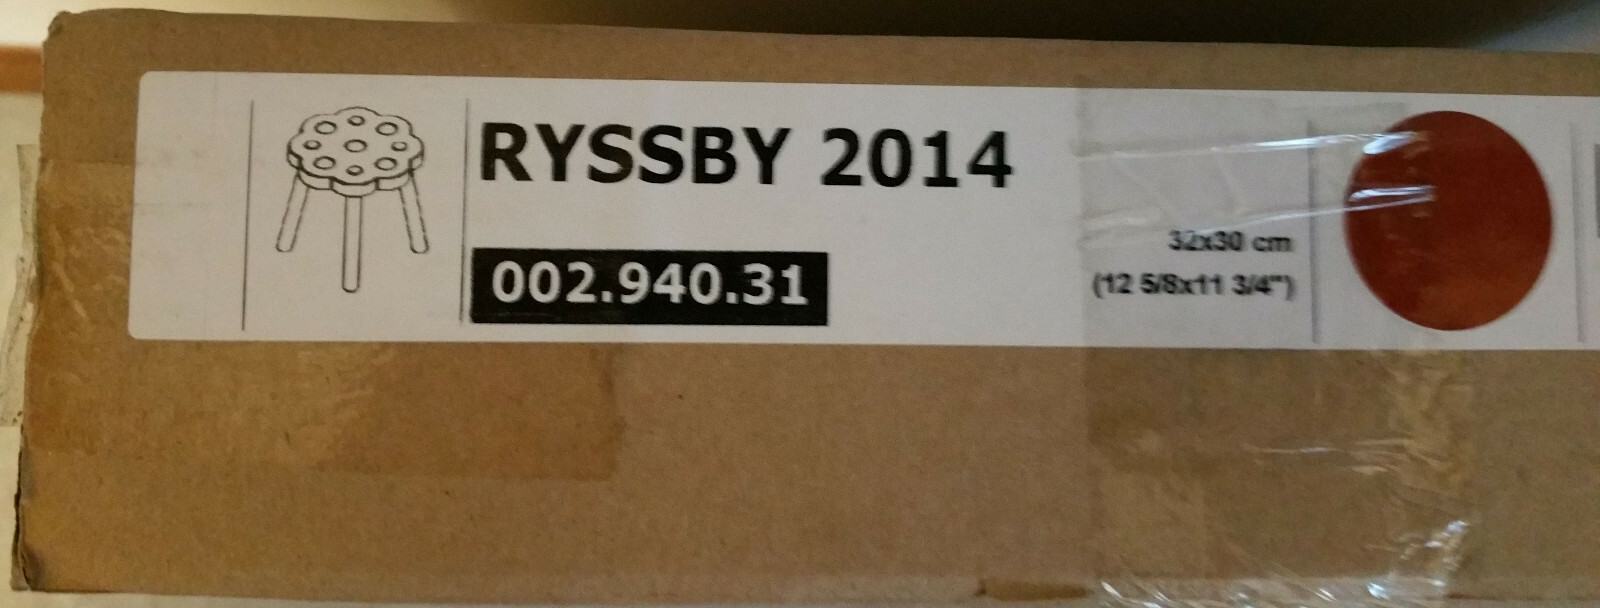 RYSSBY 2014
002.940.31
32x30 cm
(12 5/8x11 3/4")